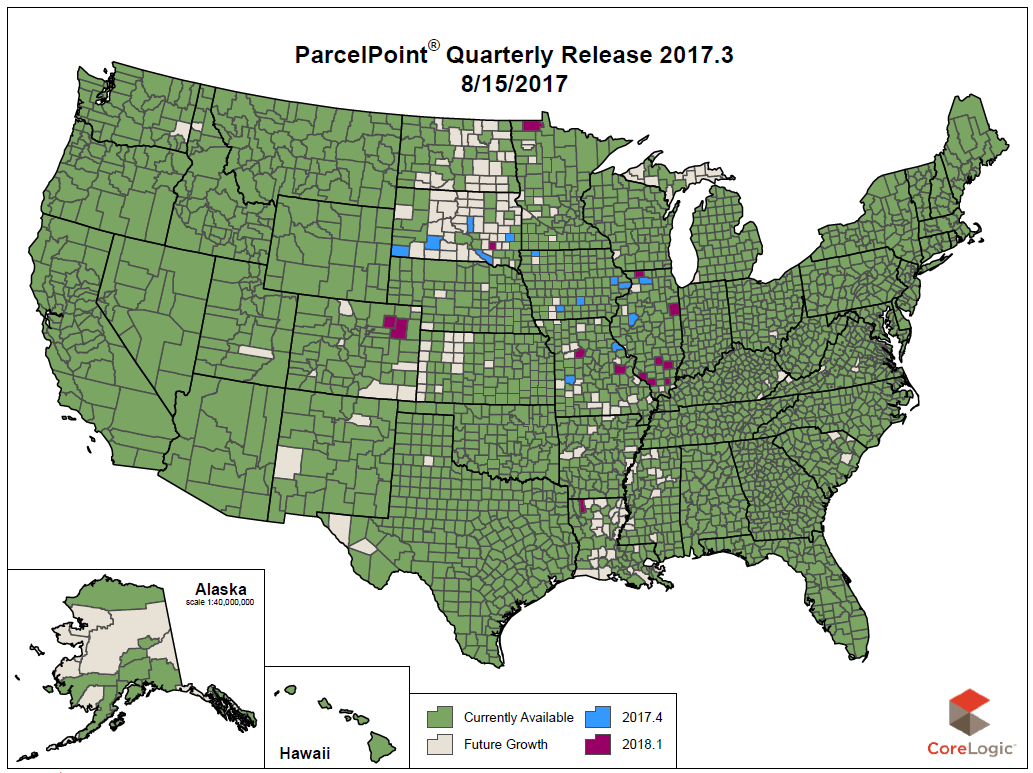 ParcelPoint® Quarterly Release 2017.3
8/15/2017
Alaska
scale 1:40,000,000
Hawaii
Currently Available
2017.4
Future Growth
2018.1
CoreLogic